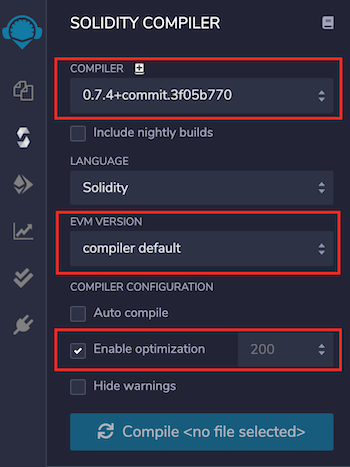 SOLIDITY COMPILER
COMPILER
0.7.4+commit.3f05b770
Include nightly builds
LANGUAGE
Solidity
EVM VERSION
compiler default
COMPILER CONFIGURATION
Auto compile
Enable optimization 200
Hide warnings
Compile <no file selected>